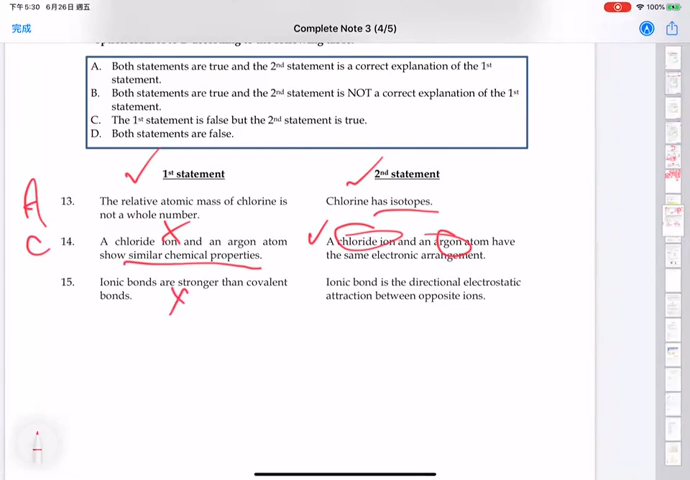 下午5:30 6月26日 週五
100%
完成
Complete Note 3 (4/5)
A. Both statements are true and the 2nd statement is a correct explanation of the 1st
statement.
B. Both statements are true and the 2nd statement is NOT a correct explanation of the 1st
statement.
C. The 1st statement is false but the 2nd statement is true.
D. Both statements are false.
1st statement
2nd statement
A
13. The relative atomic mass of chlorine is
not a whole number.
Chlorine has isotopes.
C
14. A chloride ion and an argon atom
show similar chemical properties.
A chloride ion and an argon atom have
the same electronic arrangement.
15. Ionic bonds are stronger than covalent
bonds.
Ionic bond is the directional electrostatic
attraction between opposite ions.